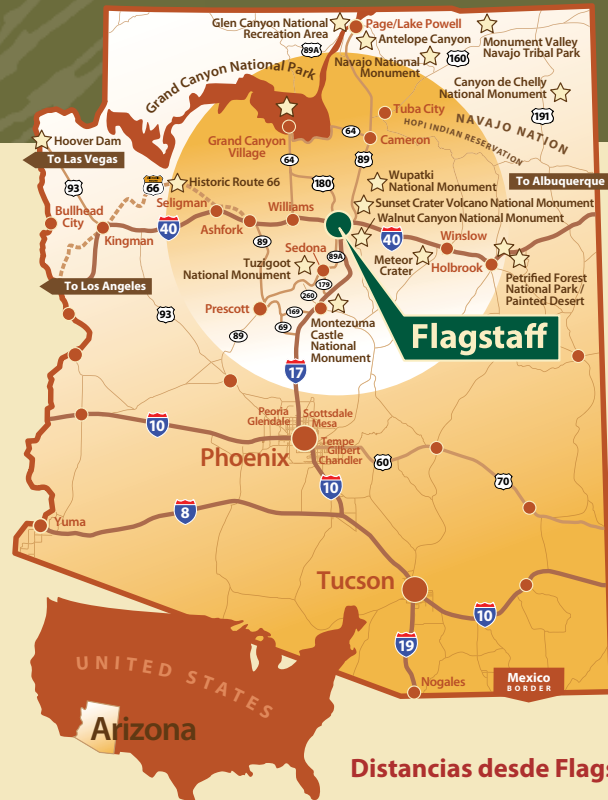 Glen Canyon National
Recreation Area
Page/Lake Powell
89A
Antelope Canyon
Monument Valley
Navajo Tribal Park
Navajo National
Monument
160
Grand Canyon National Park
Canyon de Chelly
National Monument
191
Tuba City
NAVAJO NATION
HOPI INDIAN RESERVATION
Hoover Dam
To Las Vegas
Grand Canyon
Village
64
Cameron
64
89
93
66
Historic Route 66
180
Wupatki
National Monument
To Albuquerque
Seligman
Williams
Sunset Crater Volcano National Monument
Bullhead
City
Walnut Canyon National Monument
Kingman
40
Ashfork
89
40
Winslow
Sedona
89A
Meteor
Crater
Holbrook
Tuzigoot
National Monument
179
Petrified Forest
National Park /
Painted Desert
To Los Angeles
260
93
Prescott
169
69
89
Montezuma
Castle
National
Monument
Flagstaff
17
Peoria
Glendale
Scottsdale
Mesa
10
Phoenix
Tempe
Gilbert
Chandler
60
70
10
8
Yuma
Tucson
10
19
Nogales
Mexico
BORDER
UNITED STATES
Arizona
Distancias desde Flags